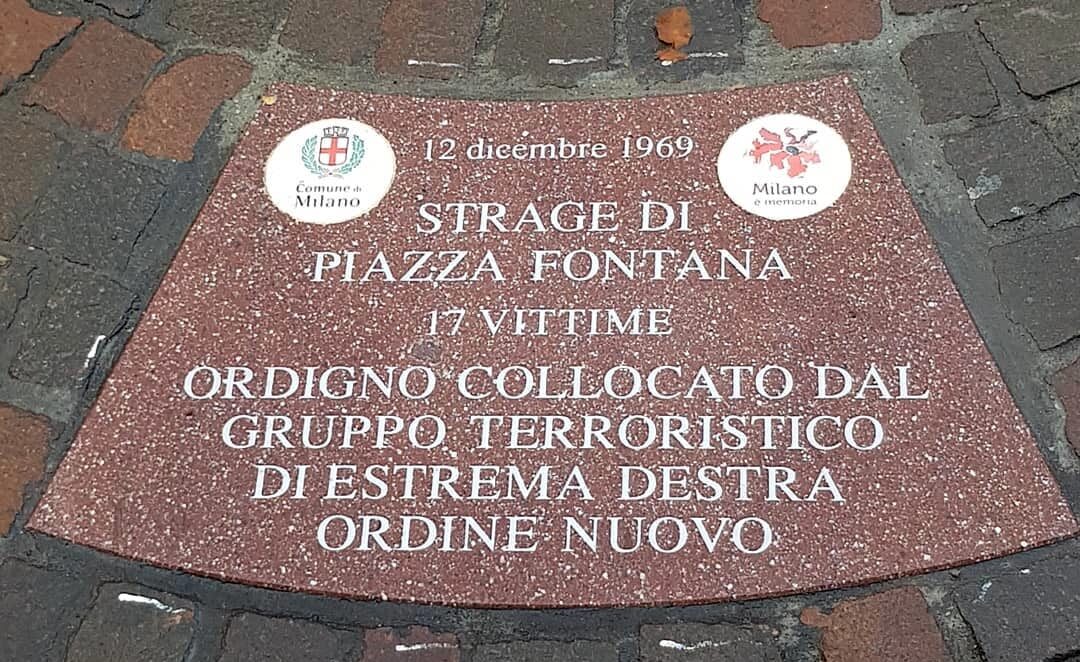 12 dicembre 1969
Comune di
Milano
Milano
è memoria
STRAGE DI
PIAZZA FONTANA
17 VITTIME
ORDIGNO COLLOCATO DAL
GRUPPO TERRORISTICO
DI ESTREMA DESTRA
ORDINE NUOVO